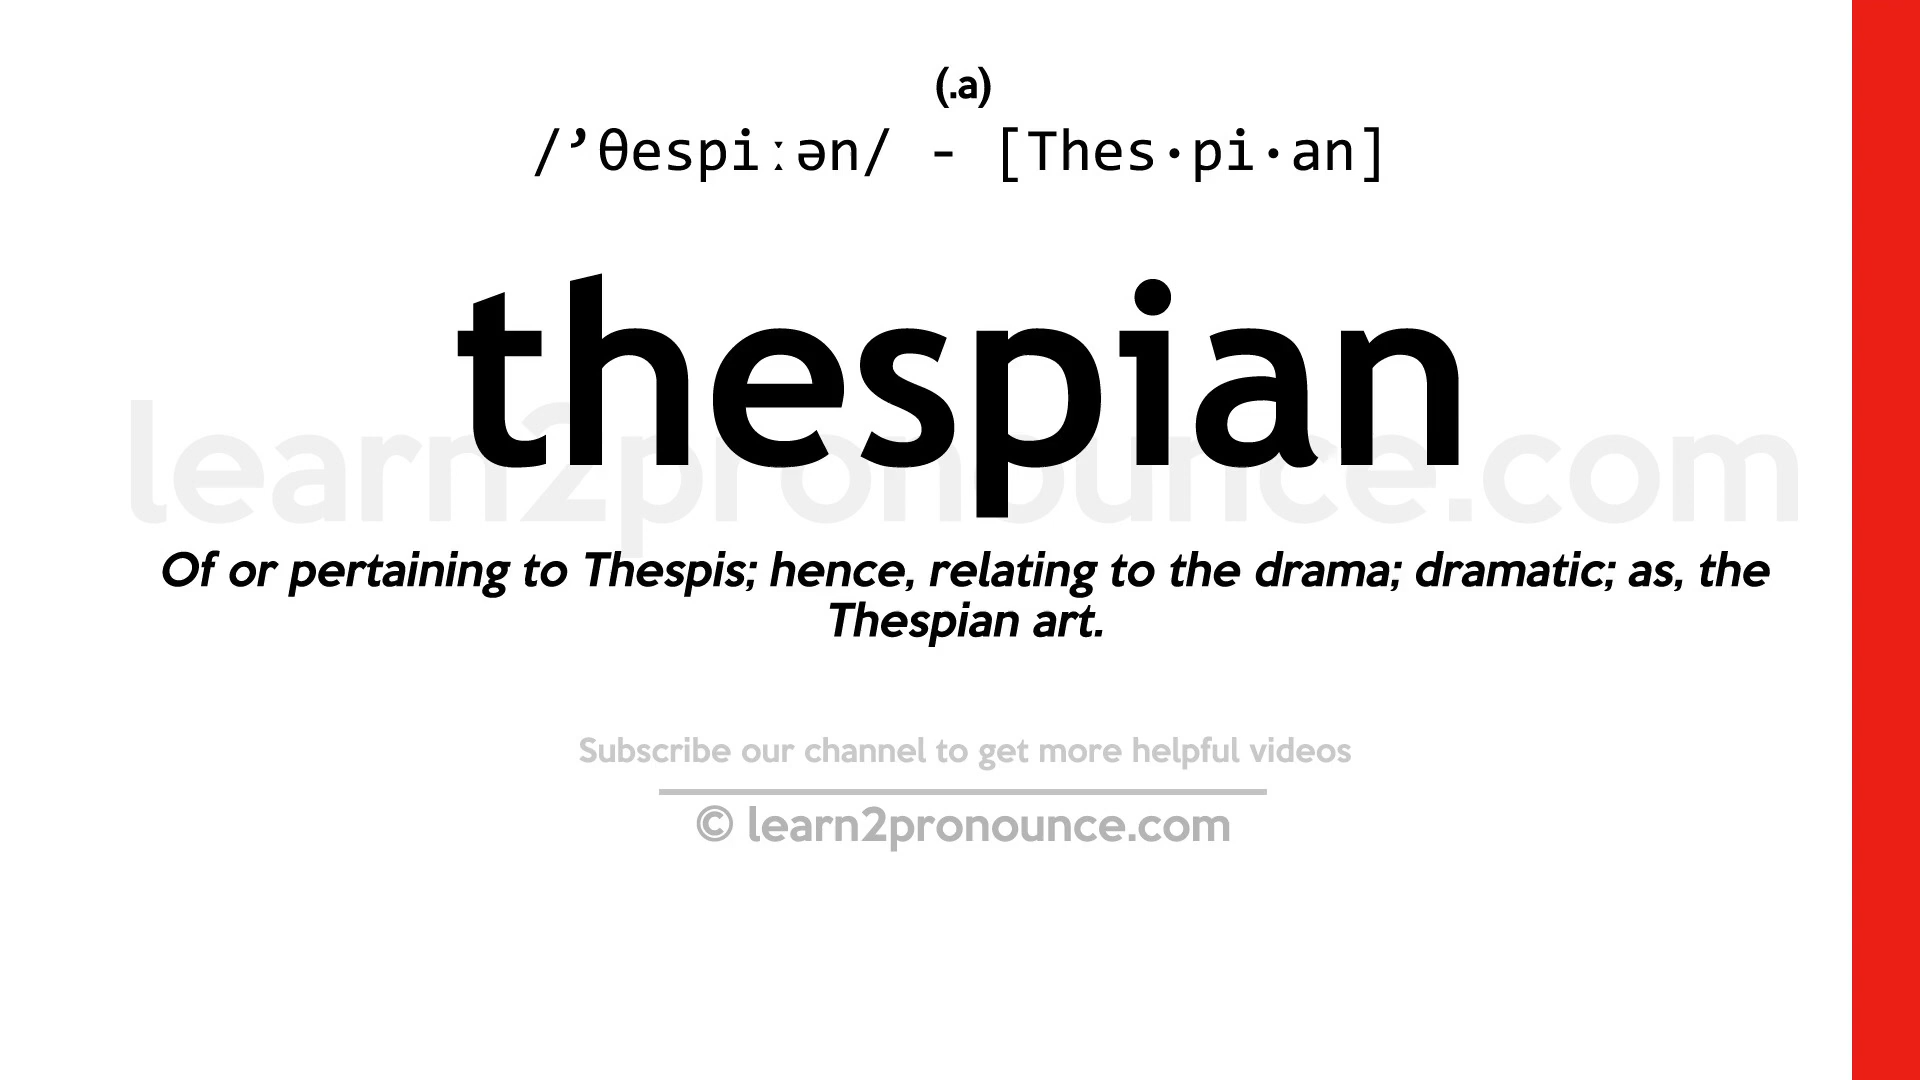 (.a)
/’θespiːən/ - [Thes·pi·an]
thespian
learn2pronounce.com
Of or pertaining to Thespis; hence, relating to the drama; dramatic; as, the
Thespian art.
Subscribe our channel to get more helpful videos
© learn2pronounce.com